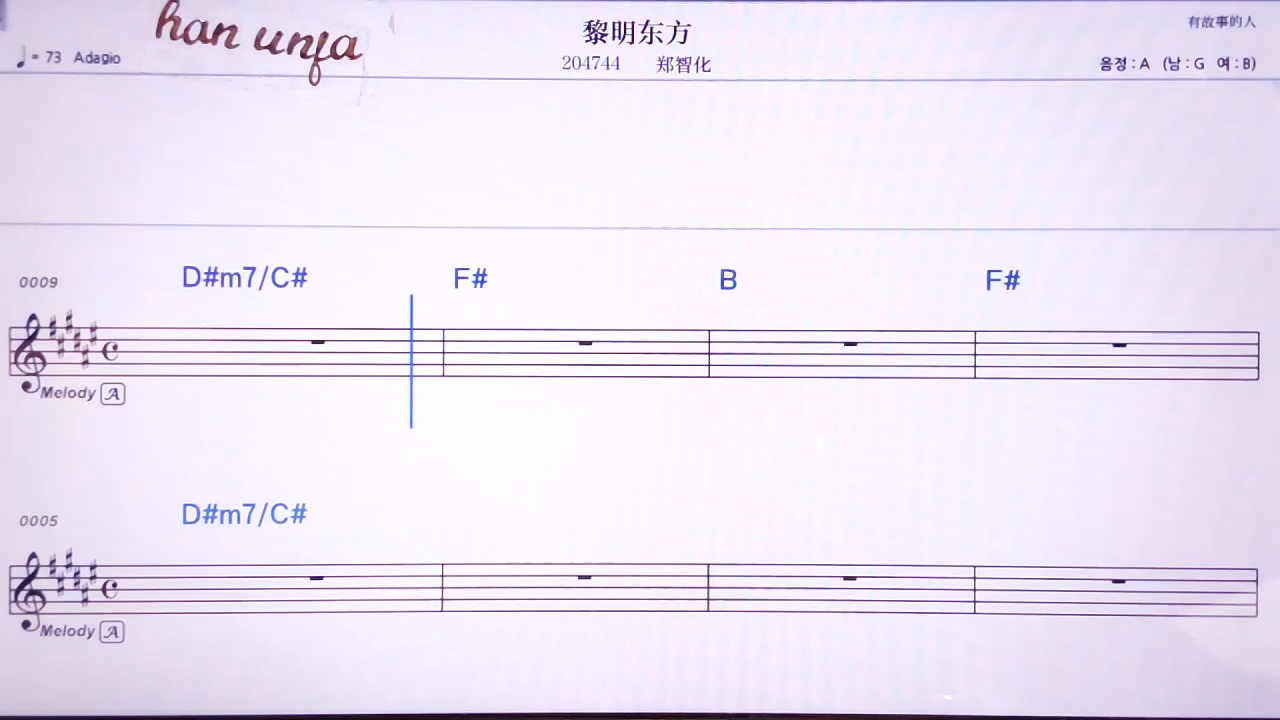 han unfa
黎明东方
有故事的人
♩= 73 Adagio
204744 郑智化
음정 : A (남 : G 여 : B)
0009 D#m7/C# F# B F#
Melody A
0005 D#m7/C#
Melody A